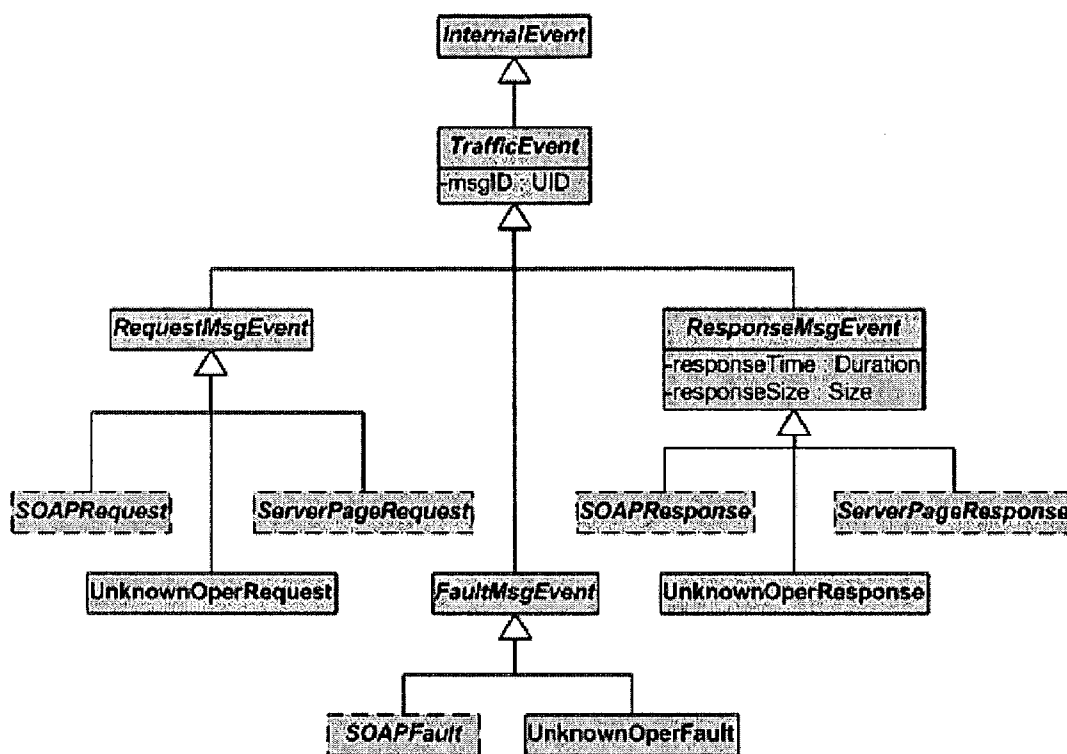 InternalEvent
TrafficEvent
-msgID : UID
RequestMsgEvent
ResponseMsgEvent
-responseTime : Duration
-responseSize : Size
SOAPRequest
ServerPageRequest
SOAPResponse
ServerPageResponse
UnknownOperRequest
FaultMsgEvent
UnknownOperResponse
SOAPFault
UnknownOperFault